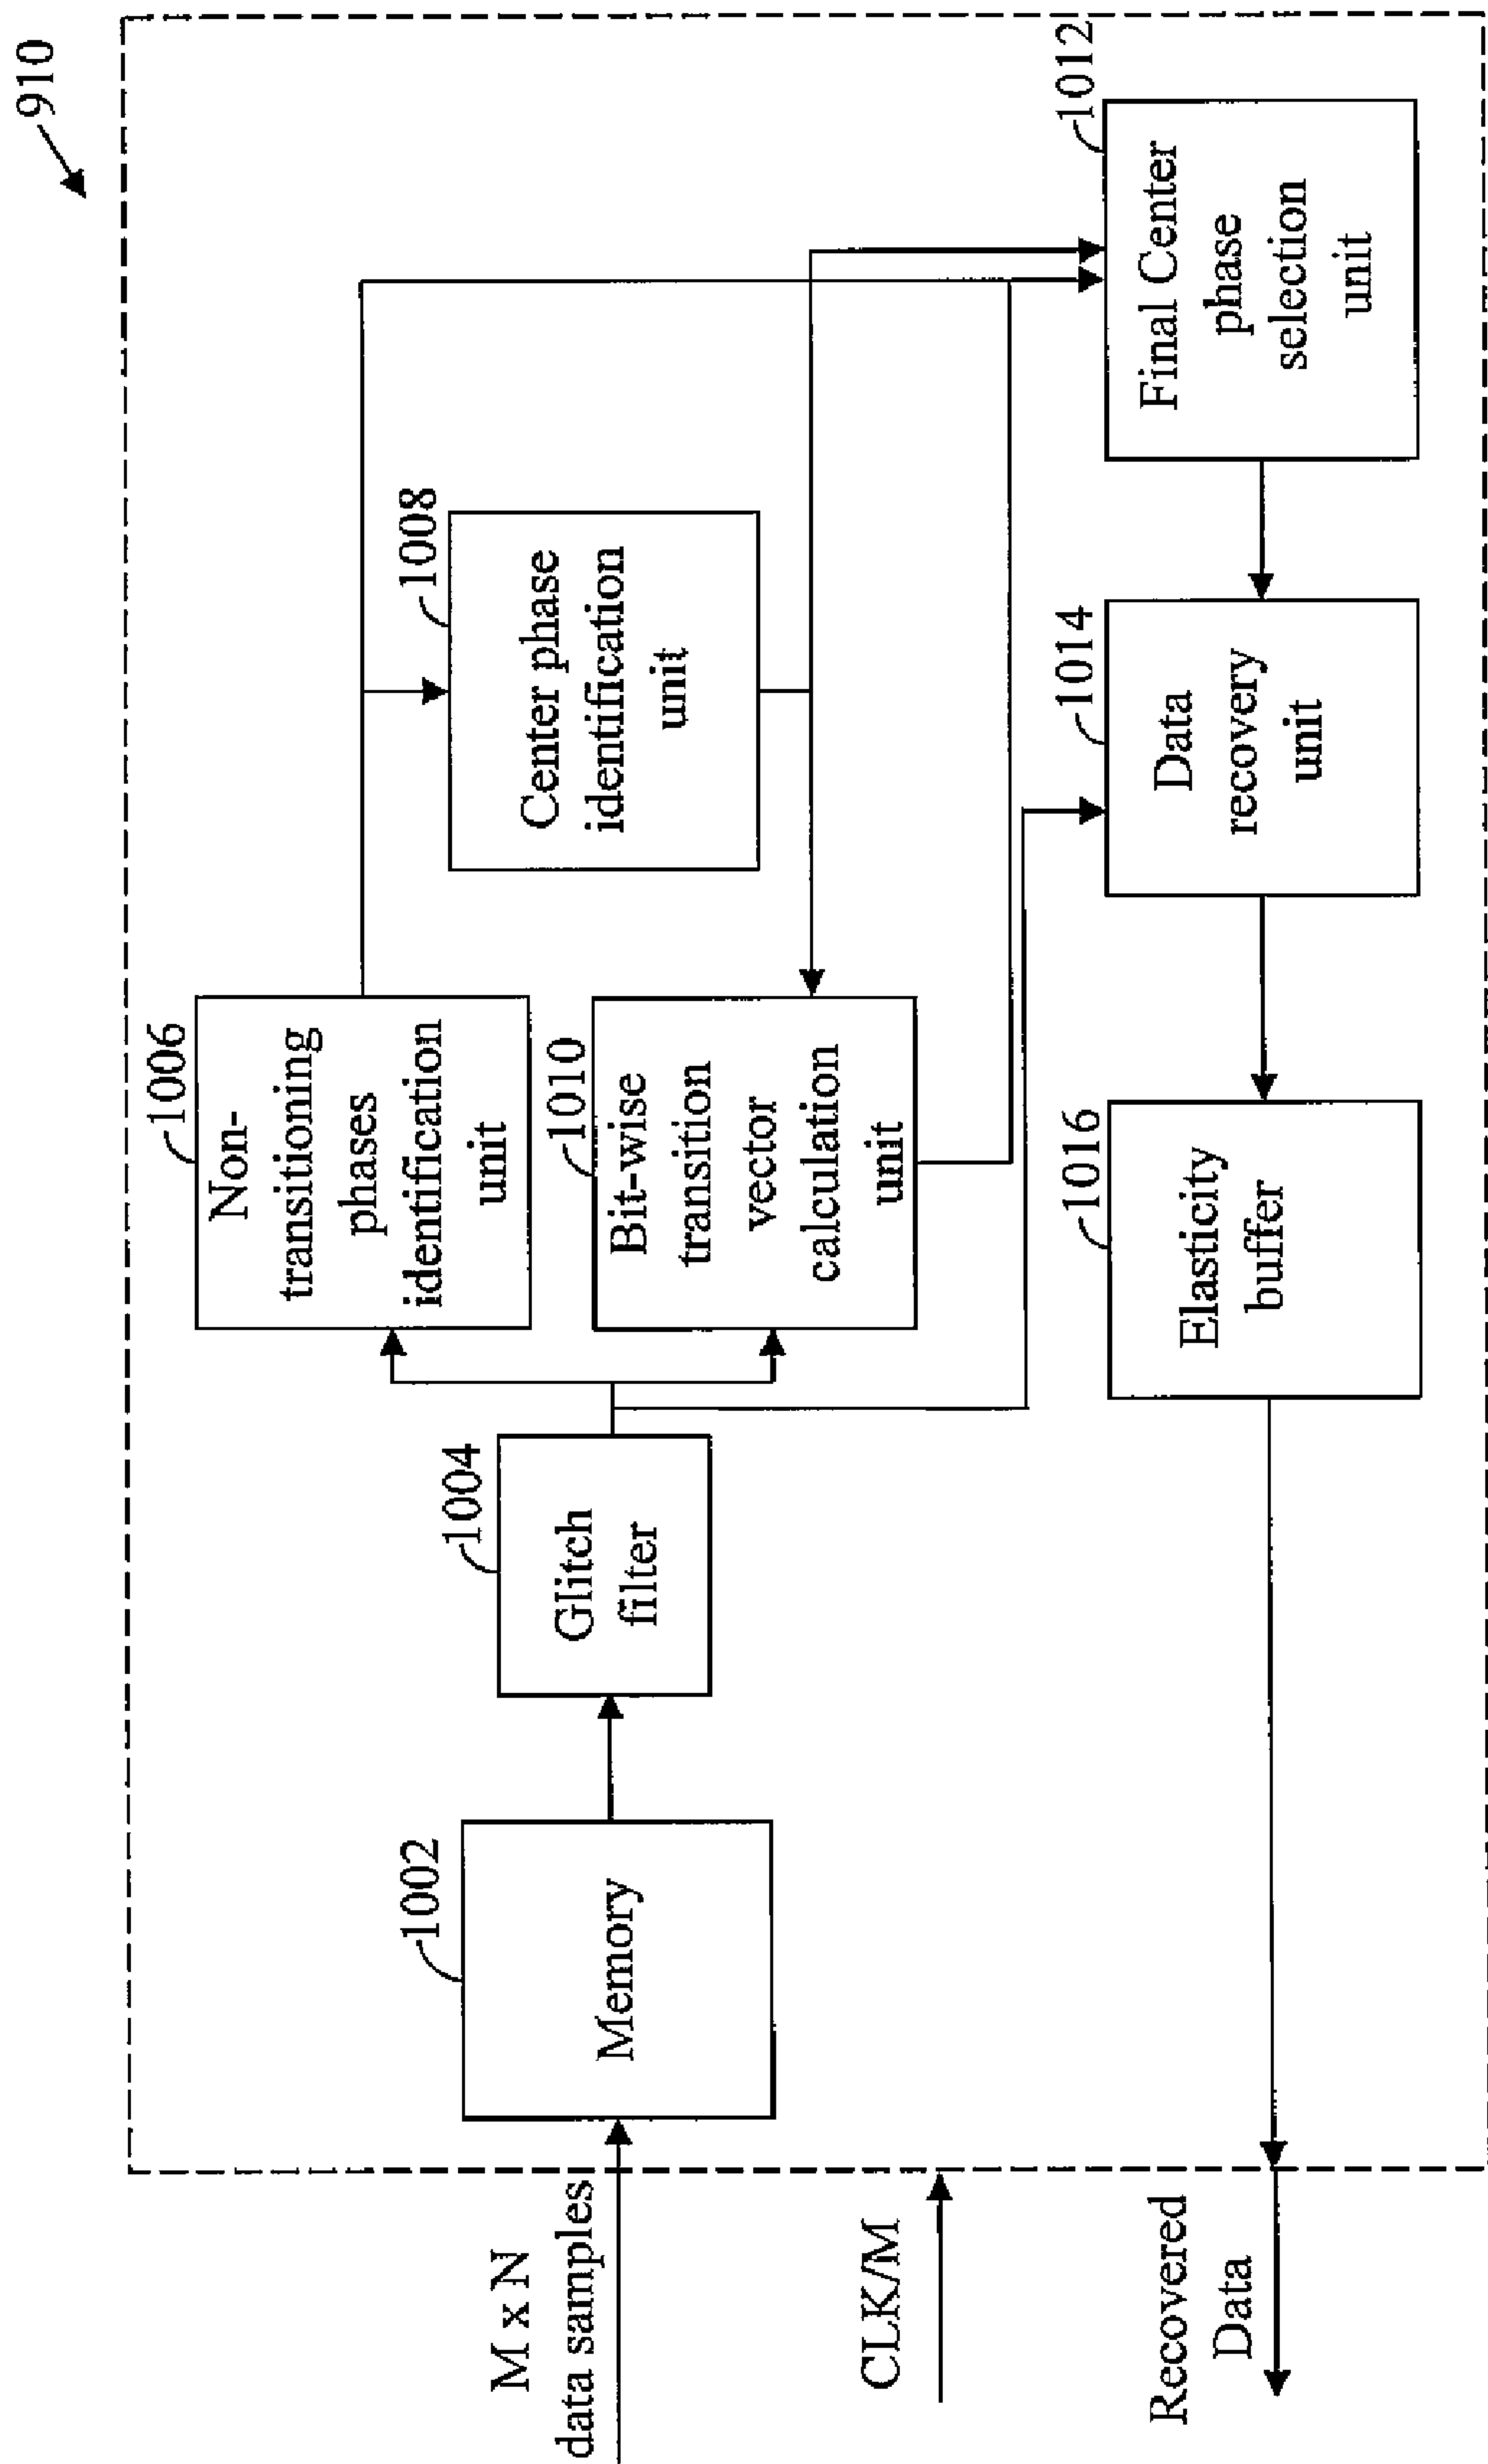 910
1006
Non-
transitioning
phases
identification
unit
1008
Center phase
identification
unit
1002
Memory
1004
Glitch
filter
1010
Bit-wise
transition
vector
calculation
unit
M x N
data samples
CLK/M
Recovered
Data
1016
Elasticity
buffer
1014
Data
recovery
unit
1012
Final Center
phase
selection
unit